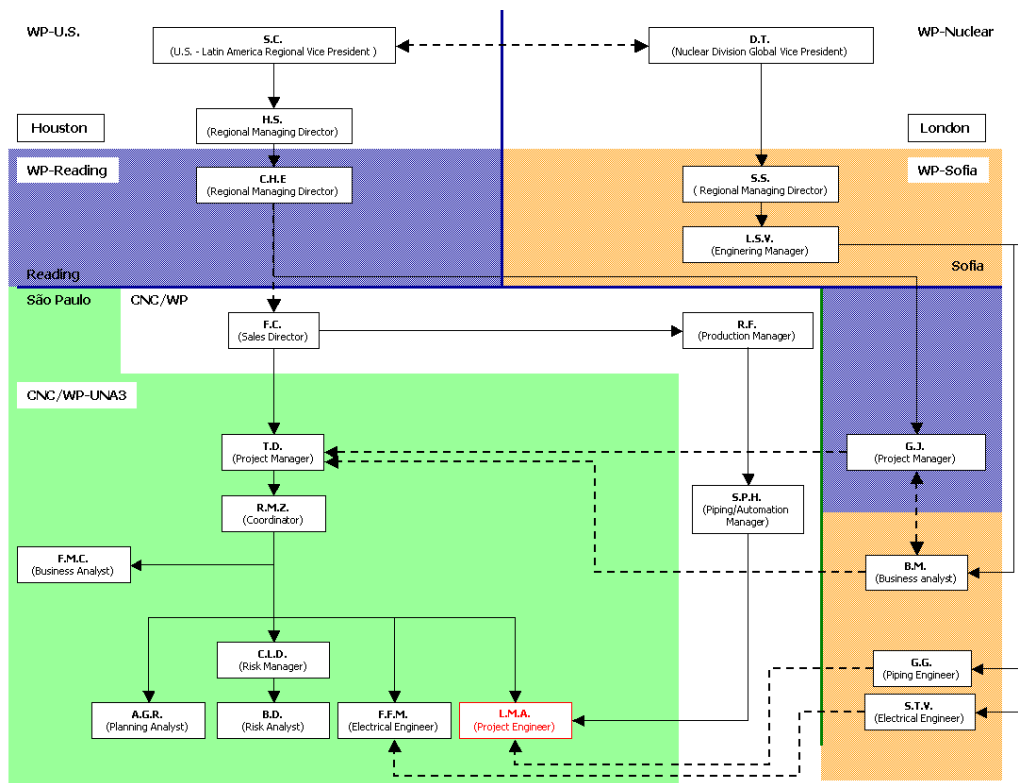 WP-U.S.
S.C.
(U.S. - Latin America Regional Vice President )
D.T.
(Nuclear Division Global Vice President)
WP-Nuclear
Houston
H.S.
(Regional Managing Director)
London
WP-Reading
C.H.E
(Regional Managing Director)
S.S.
( Regional Managing Director)
WP-Sofia
L.S.V.
(Enginering Manager)
Reading
Sofia
São Paulo
CNC/WP
F.C.
(Sales Director)
R.F.
(Production Manager)
CNC/WP-UNA3
T.D.
(Project Manager)
G.J.
(Project Manager)
R.M.Z.
(Coordinator)
S.P.H.
(Piping/Automation
Manager)
F.M.C.
(Business Analyst)
B.M.
(Business analyst)
C.L.D.
(Risk Manager)
G.G.
(Piping Engineer)
A.G.R.
(Planning Analyst)
B.D.
(Risk Analyst)
F.F.M.
(Electrical Engineer)
L.M.A.
(Project Engineer)
S.T.V.
(Electrical Engineer)